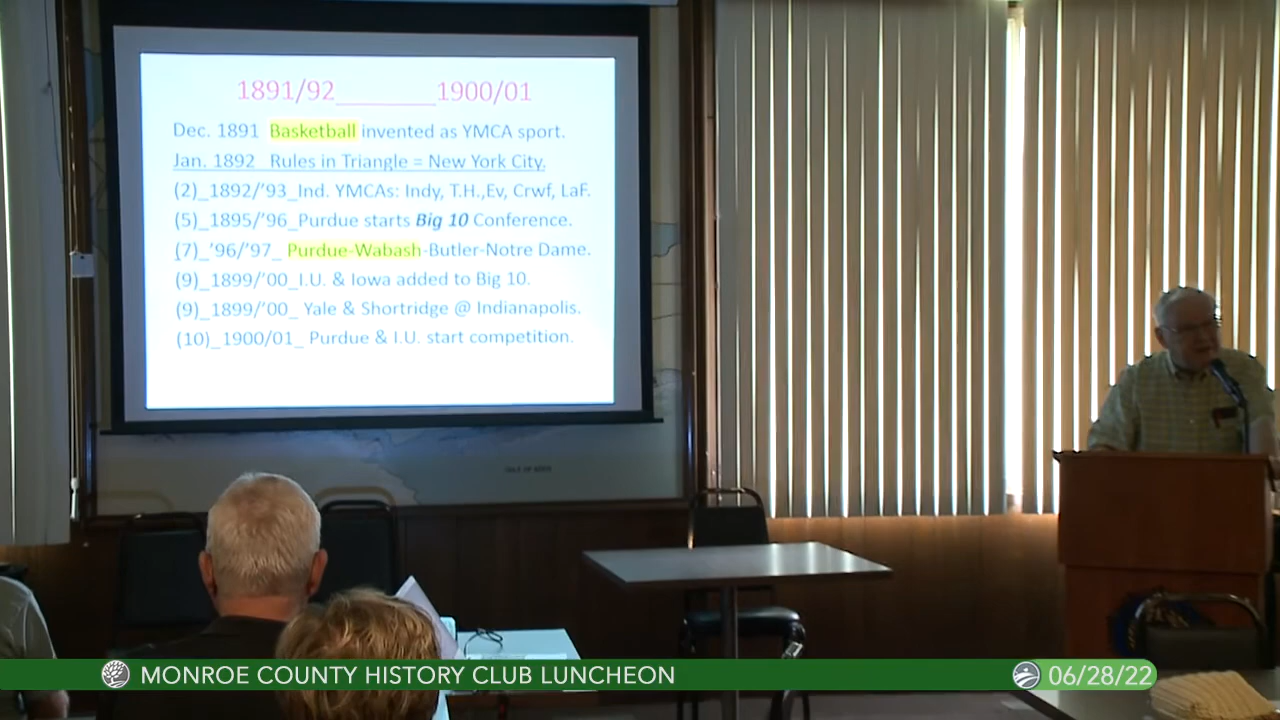 1891/92_______1900/01
Dec. 1891 Basketball invented as YMCA sport.
Jan. 1892 Rules in Triangle = New York City.
(2)_1892/'93_Ind. YMCAs: Indy, T.H.,Ev, Crwf, LaF.
(5)_1895/'96_Purdue starts Big 10 Conference.
(7)_'96/'97_ Purdue-Wabash-Butler-Notre Dame.
(9)_1899/'00_I.U. & Iowa added to Big 10.
(9)_1899/'00_ Yale & Shortridge @ Indianapolis.
(10)_1900/01_ Purdue & I.U. start competition.
MONROE COUNTY HISTORY CLUB LUNCHEON
06/28/22